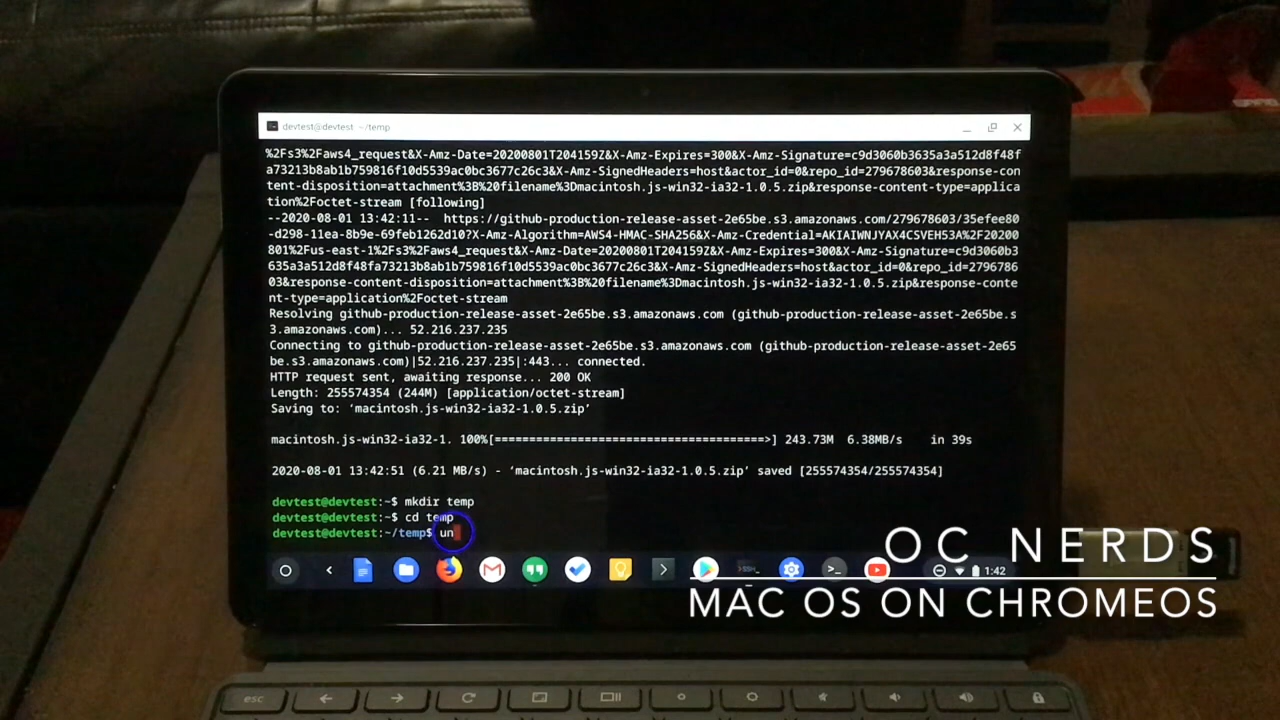 devtest@devtest ~/temp
%2Fs3%2Faws4_request&X-Amz-Date=20200801T204159Z&X-Amz-Expires=300&X-Amz-Signature=c9d3060b3635a3a512d8f48f
a73213b8ab1b759816f10d5539ac0bc3677c26c3&X-Amz-SignedHeaders=host&actor_id=0&repo_id=279678603&response-con
tent-disposition=attachment%3B%20filename%3Dmacintosh.js-win32-ia32-1.0.5.zip&response-content-type=applica
tion%2Foctet-stream [following]
--2020-08-01 13:42:11-- https://github-production-release-asset-2e65be.s3.amazonaws.com/279678603/35efee80
-d298-11ea-8b9e-69feb1262d10?X-Amz-Algorithm=AWS4-HMAC-SHA256&X-Amz-Credential=AKIAIWNJYAX4CSVEH53A%2F20200
801%2Fus-east-1%2Fs3%2Faws4_request&X-Amz-Date=20200801T204159Z&X-Amz-Expires=300&X-Amz-Signature=c9d3060b3
635a3a512d8f48fa73213b8ab1b759816f10d5539ac0bc3677c26c3&X-Amz-SignedHeaders=host&actor_id=0&repo_id=2796786
03&response-content-disposition=attachment%3B%20filename%3Dmacintosh.js-win32-ia32-1.0.5.zip&response-conte
nt-type=application%2Foctet-stream
Resolving github-production-release-asset-2e65be.s3.amazonaws.com (github-production-release-asset-2e65be.s
3.amazonaws.com)... 52.216.237.235
Connecting to github-production-release-asset-2e65be.s3.amazonaws.com (github-production-release-asset-2e65
be.s3.amazonaws.com)|52.216.237.235|:443... connected.
HTTP request sent, awaiting response... 200 OK
Length: 255574354 (244M) [application/octet-stream]
Saving to: ‘macintosh.js-win32-ia32-1.0.5.zip’
macintosh.js-win32-ia32-1. 100%[=======================================>] 243.73M 6.38MB/s in 39s
2020-08-01 13:42:51 (6.21 MB/s) - ‘macintosh.js-win32-ia32-1.0.5.zip’ saved [255574354/255574354]
devtest@devtest:~$ mkdir temp
devtest@devtest:~$ cd temp
devtest@devtest:~/temp$ un
OC NERDS
MAC OS ON CHROMEOS
SSH_
1:42
esc